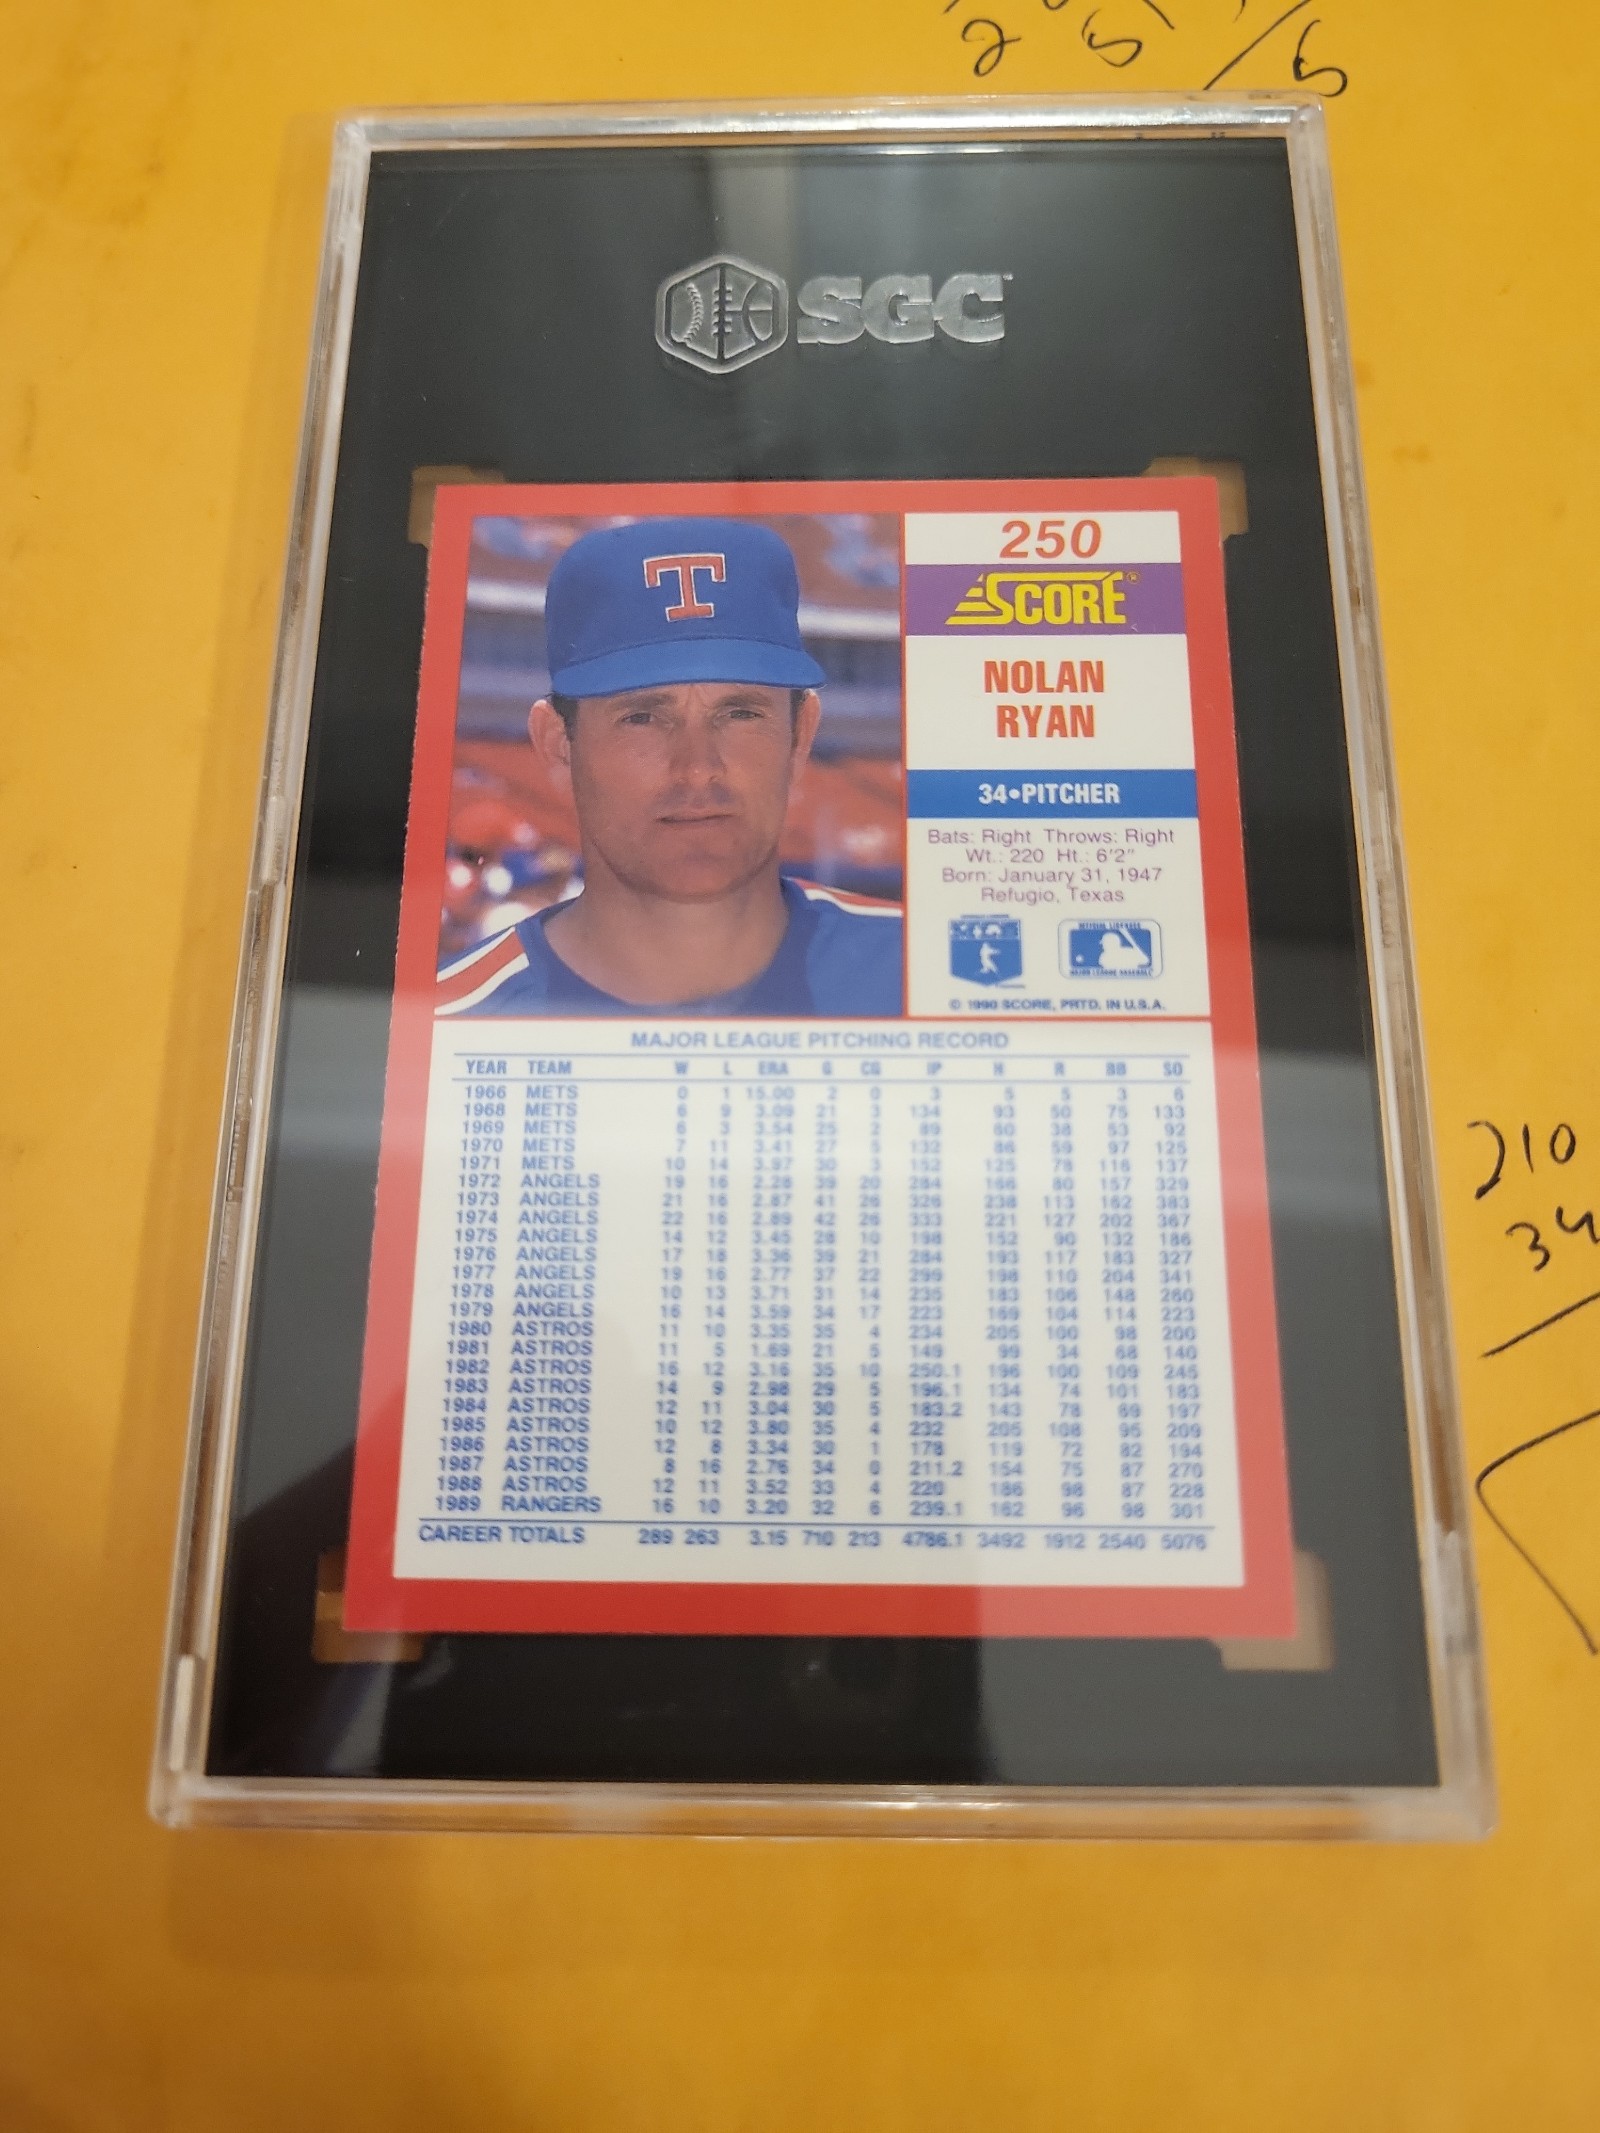 2 5 / 6
SGC
T
250
SCORE®
NOLAN
RYAN
34•PITCHER
Bats: Right Throws: Right
Wt.: 220 Ht.: 6'2"
Born: January 31, 1947
Refugio, Texas
OFFICIAL LICENSEE
MAJOR LEAGUE BASEBALL
© 1990 SCORE, PRTD. IN U.S.A.
MAJOR LEAGUE PITCHING RECORD
YEAR TEAM W L ERA G CG IP H R BB SO
1966 METS 0 1 15.00 2 0 3 5 5 3 6
1968 METS 6 9 3.09 21 3 134 93 50 75 133
1969 METS 6 3 3.54 25 2 89 60 38 53 92
1970 METS 7 11 3.41 27 5 132 86 59 97 125
1971 METS 10 14 3.97 30 3 152 125 78 116 137
1972 ANGELS 19 16 2.28 39 20 284 166 80 157 329
1973 ANGELS 21 16 2.87 41 26 326 238 113 162 383
1974 ANGELS 22 16 2.89 42 26 333 221 127 202 367
1975 ANGELS 14 12 3.45 28 10 198 152 90 132 186
1976 ANGELS 17 18 3.36 39 21 284 193 117 183 327
1977 ANGELS 19 16 2.77 37 22 299 198 110 204 341
1978 ANGELS 10 13 3.71 31 14 235 183 106 148 260
1979 ANGELS 16 14 3.59 34 17 223 169 104 114 223
1980 ASTROS 11 10 3.35 35 4 234 205 100 98 200
1981 ASTROS 11 5 1.69 21 5 149 99 34 68 140
1982 ASTROS 16 12 3.16 35 10 250.1 196 100 109 245
1983 ASTROS 14 9 2.98 29 5 196.1 134 74 101 183
1984 ASTROS 12 11 3.04 30 5 183.2 143 78 69 197
1985 ASTROS 10 12 3.80 35 4 232 205 108 95 209
1986 ASTROS 12 8 3.34 30 1 178 119 72 82 194
1987 ASTROS 8 16 2.76 34 0 211.2 154 75 87 270
1988 ASTROS 12 11 3.52 33 4 220 186 98 87 228
1989 RANGERS 16 10 3.20 32 6 239.1 162 96 98 301
CAREER TOTALS 289 263 3.15 710 213 4786.1 3492 1912 2540 5076
210
34